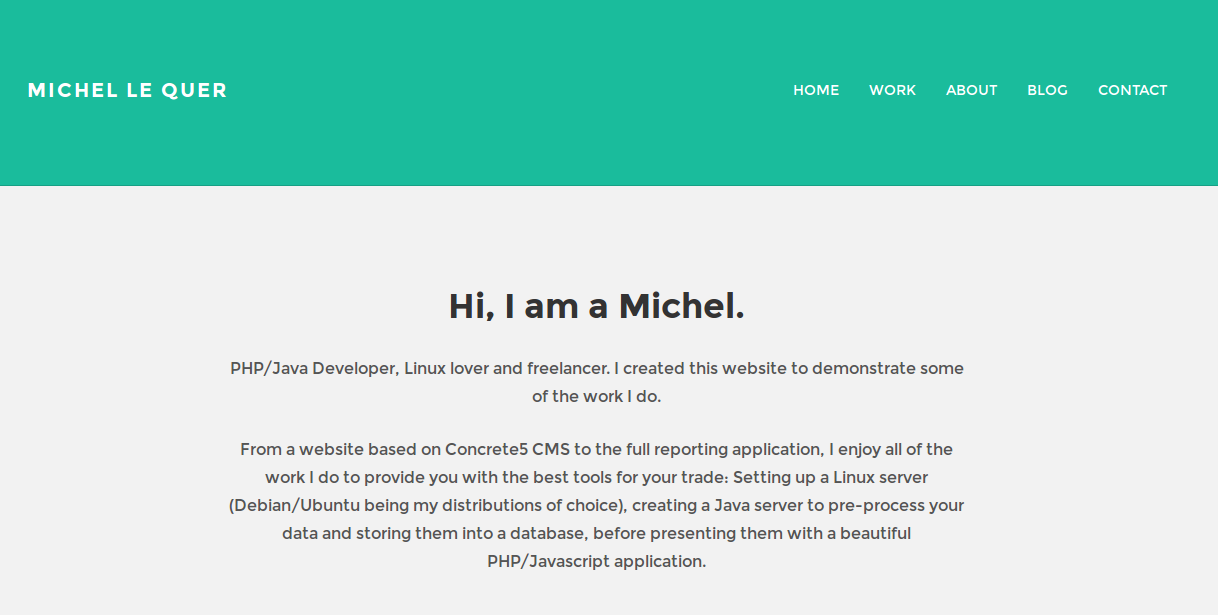 MICHEL LE QUER
HOME WORK ABOUT BLOG CONTACT
Hi, I am a Michel.
PHP/Java Developer, Linux lover and freelancer. I created this website to demonstrate some
of the work I do.
From a website based on Concrete5 CMS to the full reporting application, I enjoy all of the
work I do to provide you with the best tools for your trade: Setting up a Linux server
(Debian/Ubuntu being my distributions of choice), creating a Java server to pre-process your
data and storing them into a database, before presenting them with a beautiful
PHP/Javascript application.